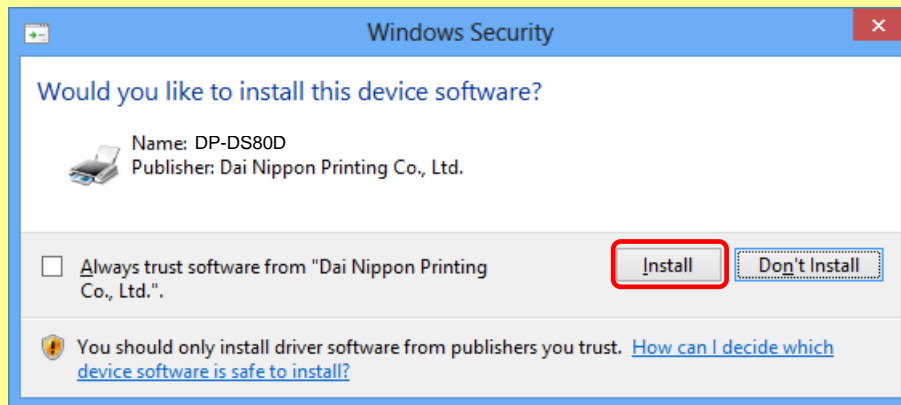 Windows Security
Would you like to install this device software?
Name: DP-DS80D
Publisher: Dai Nippon Printing Co., Ltd.
Always trust software from "Dai Nippon Printing
Co., Ltd.".
Install
Don't Install
You should only install driver software from publishers you trust. How can I decide which
device software is safe to install?